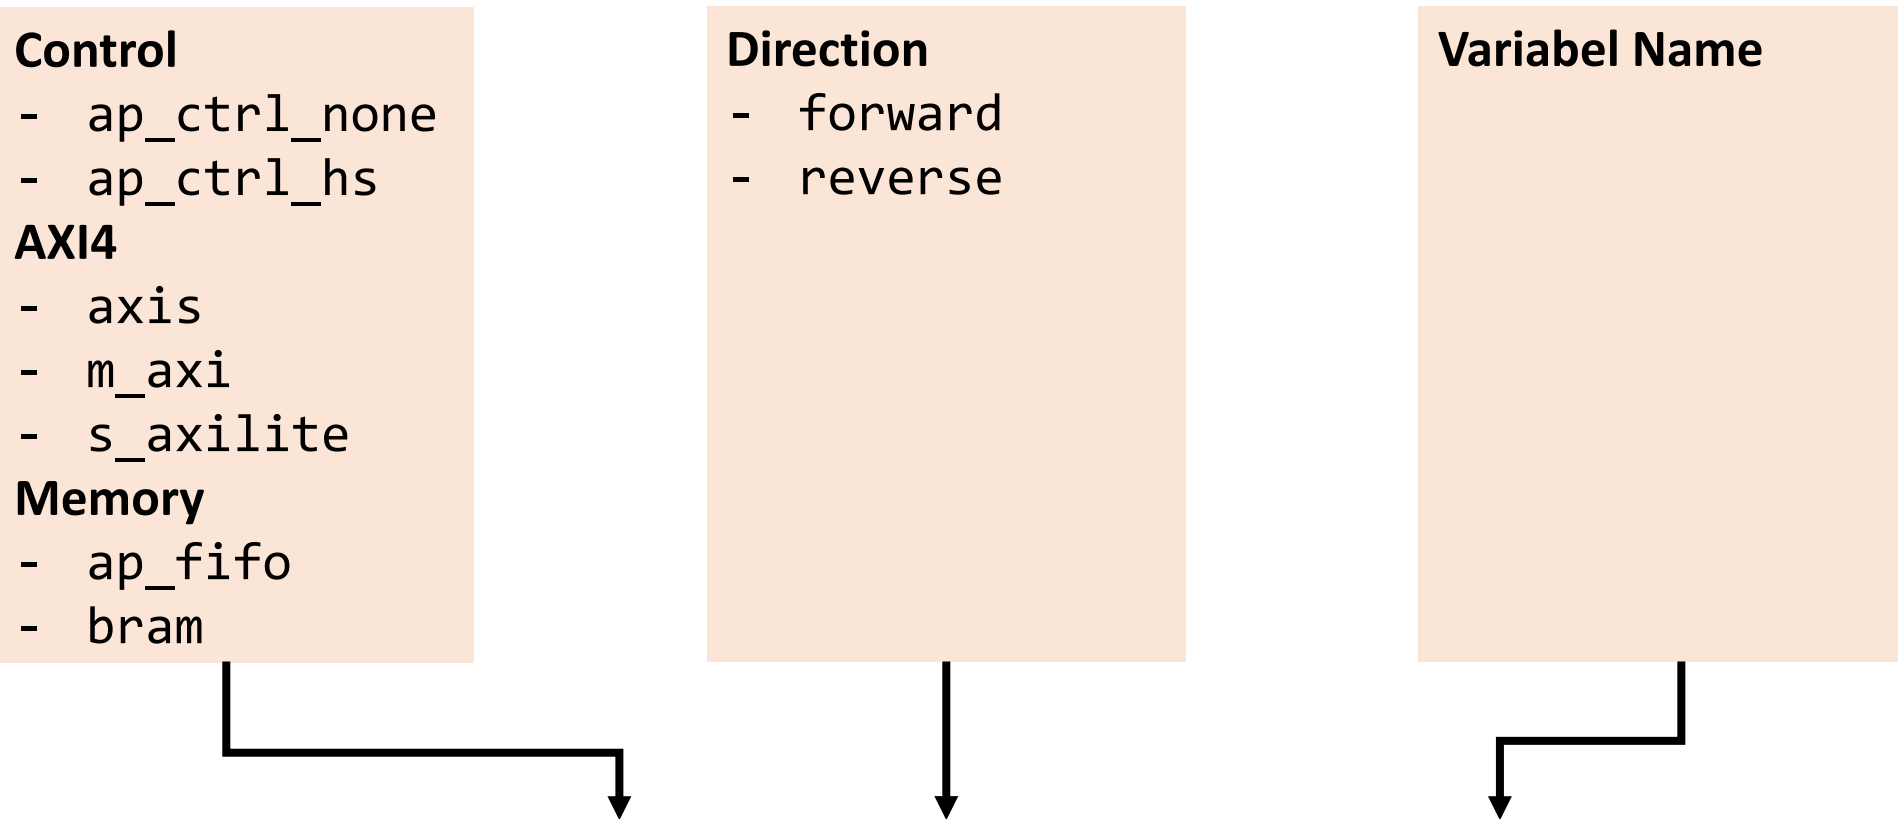 Control
- ap_ctrl_none
- ap_ctrl_hs
AXI4
- axis
- m_axi
- s_axilite
Memory
- ap_fifo
- bram
Direction
- forward
- reverse
Variabel Name